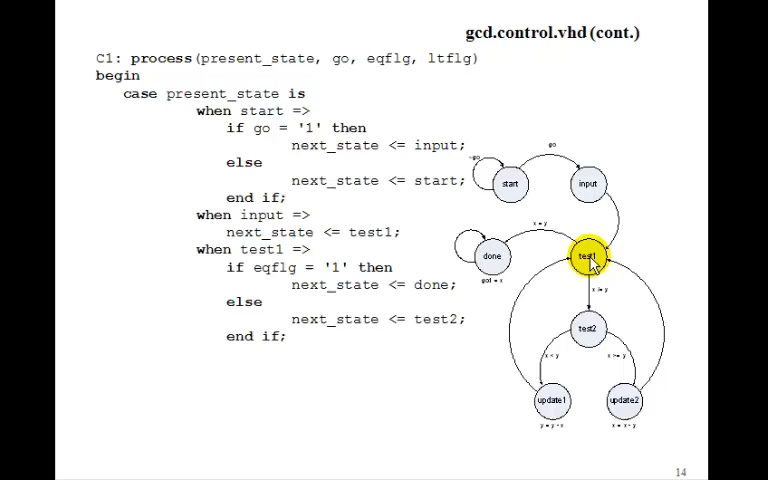 gcd.control.vhd (cont.)
C1: process(present_state, go, eqflg, ltflg)
begin
case present_state is
when start =>
if go = '1' then
next_state <= input;
else
next_state <= start;
end if;
when input =>
next_state <= test1;
when test1 =>
if eqflg = '1' then
next_state <= done;
else
next_state <= test2;
end if;
go
~go
start
input
x = y
done
test1
gcd = x
x != y
test2
x < y
x >= y
update1
update2
y = y - x
x = x - y
14